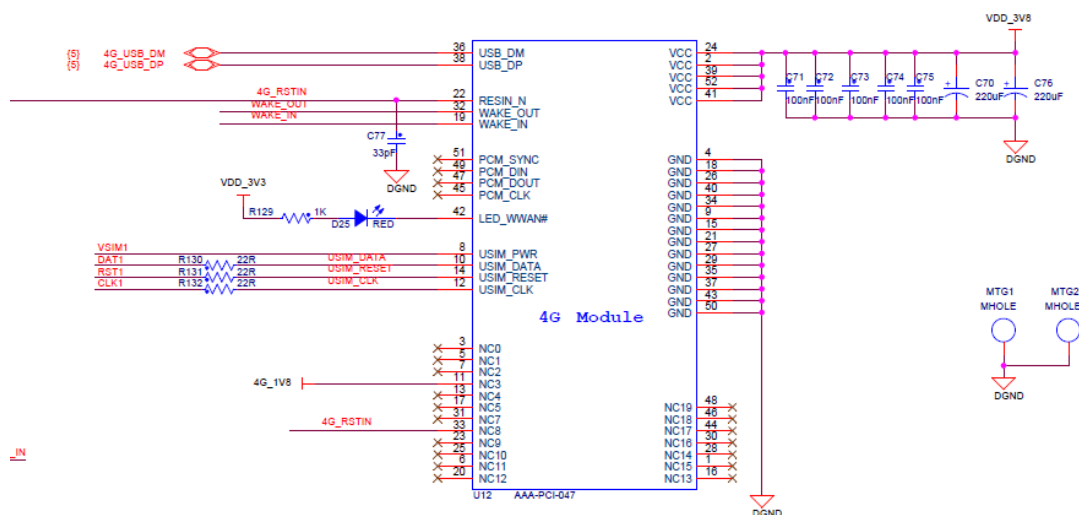 VDD_3V8
{5} 4G_USB_DM 36 USB_DM VCC 24
{5} 4G_USB_DP 38 USB_DP VCC 2
VCC 39
VCC 52
VCC 41
C71 C72 C73 C74 C75 C70 C76
100nF 100nF 100nF 100nF 100nF 220uF 220uF
4G_RSTIN 22 RESIN_N
WAKE_OUT 32 WAKE_OUT
WAKE_IN 19 WAKE_IN
C77
33pF
DGND
DGND
51 PCM_SYNC GND 4
49 PCM_DIN GND 18
47 PCM_DOUT GND 26
45 PCM_CLK GND 40
GND 34
VDD_3V3
R129 1K D25 RED 42 LED_WWAN# GND 9
GND 15
GND 21
VSIM1 8 USIM_PWR GND 27
DAT1 R130 22R USIM_DATA 10 USIM_DATA GND 29
RST1 R131 22R USIM_RESET 14 USIM_RESET GND 35
CLK1 R132 22R USIM_CLK 12 USIM_CLK GND 37
GND 43
GND 50
4G Module
MTG1 MTG2
MHOLE MHOLE
DGND
3 NC0
5 NC1
7 NC2
4G_1V8 11 NC3
13 NC4
17 NC5
31 NC7
4G_RSTIN 33 NC8
23 NC9
25 NC10
6 NC11
20 NC12
NC19 48
NC18 46
NC17 44
NC16 30
NC14 28
NC15 1
NC13 16
_IN
U12 AAA-PCI-047
DGND